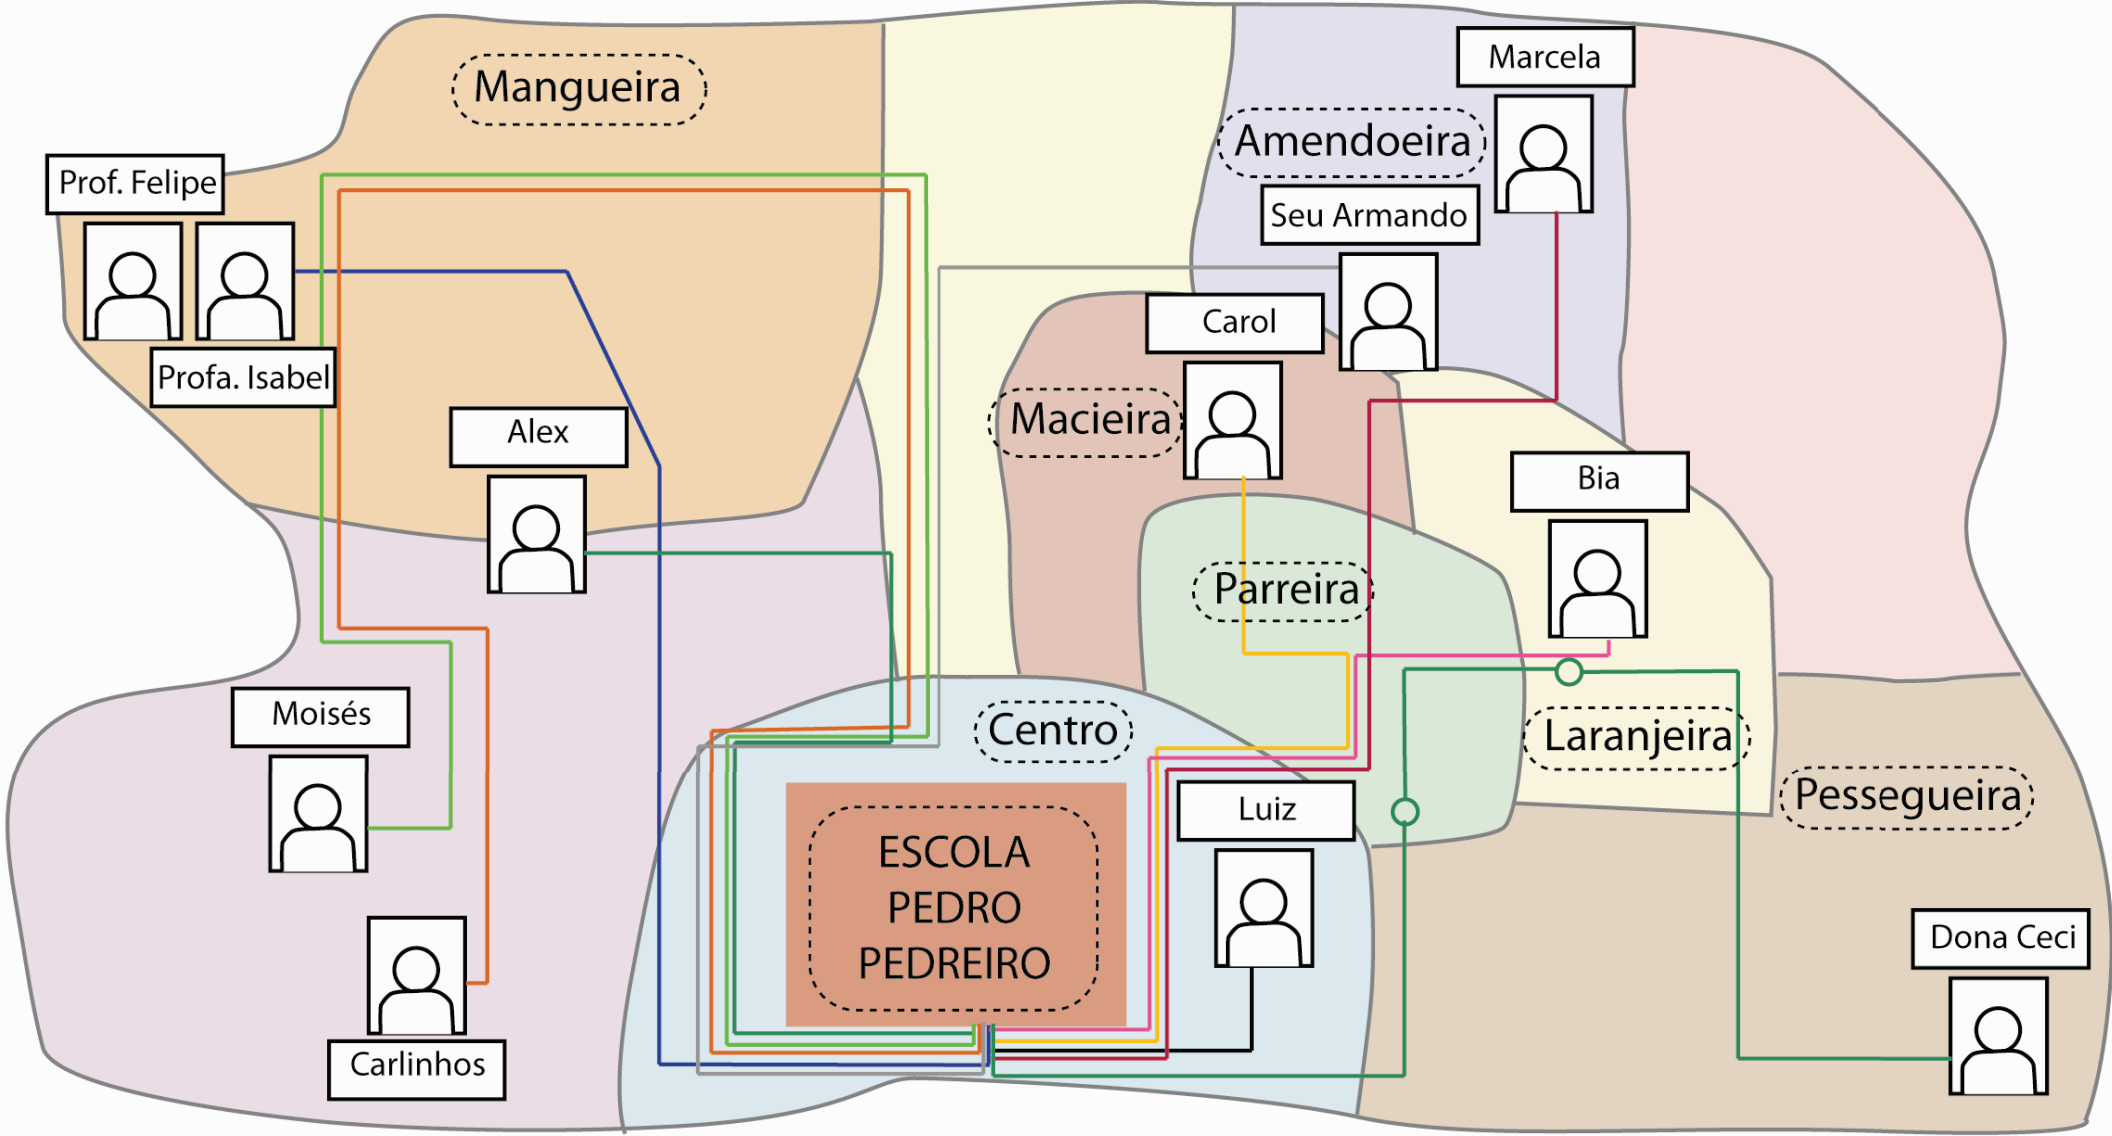 Mangueira
Marcela
Amendoeira
Prof. Felipe
Seu Armando
Carol
Profa. Isabel
Macieira
Alex
Bia
Parreira
Moisés
Centro
Laranjeira
Pessegueira
Luiz
ESCOLA
PEDRO
PEDREIRO
Dona Ceci
Carlinhos